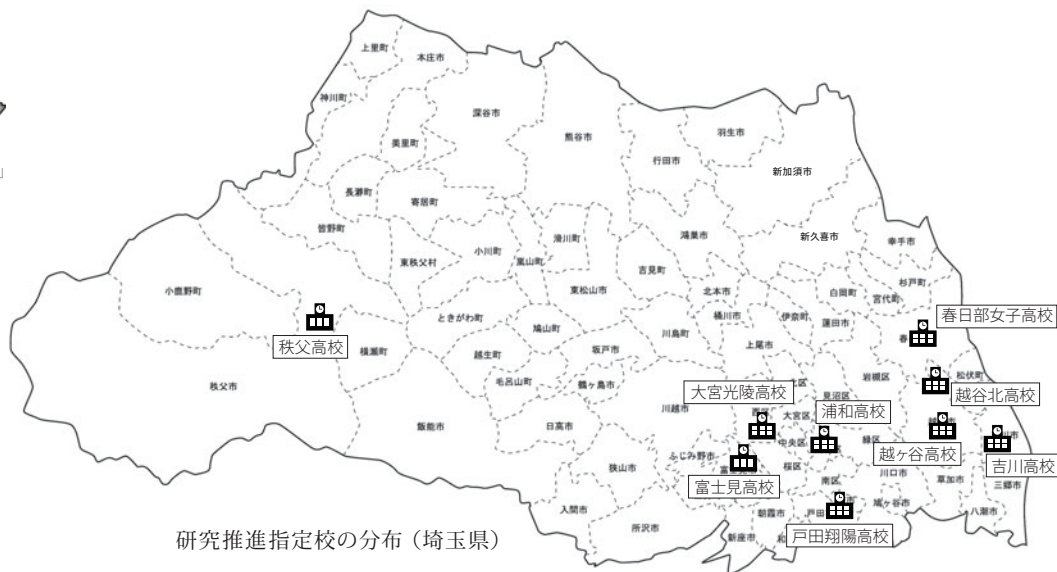 上里町
本庄市
神川町
深谷市
」
美里町
熊谷市
羽生市
行田市
新加須市
長瀞町
寄居町
皆野町
小川町
滑川町
嵐山町
東秩父村
鴻巣市
新久喜市
幸手市
小鹿野町
東松山市
吉見町
北本市
白岡町
杉戸町
宮代町
桶川市
伊奈町
蓮田市
ときがわ町
鳩山町
川島町
上尾市
春
春日部女子高校
秩父高校
横瀬町
越生町
坂戸市
秩父市
毛呂山町
鶴ヶ島市
川越市
岩槻区
松伏町
越谷北高校
大宮光陵高校
北区
見沼区
西区
大宮区
浦和高校
飯能市
日高市
中央区
緑区
越ヶ谷高校
吉川高校
ふじみ野市
狭山市
富士見高校
桜区
南区
川口市
草加市
三郷市
入間市
所沢市
朝霞市
戸田
鳩ヶ谷市
八潮市
新座市
和
戸田翔陽高校
研究推進指定校の分布（埼玉県）